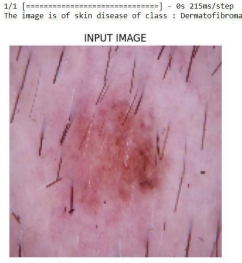 1/1 [==============================] - 0s 215ms/step
The image is of skin disease of class : Dermatofibroma
INPUT IMAGE